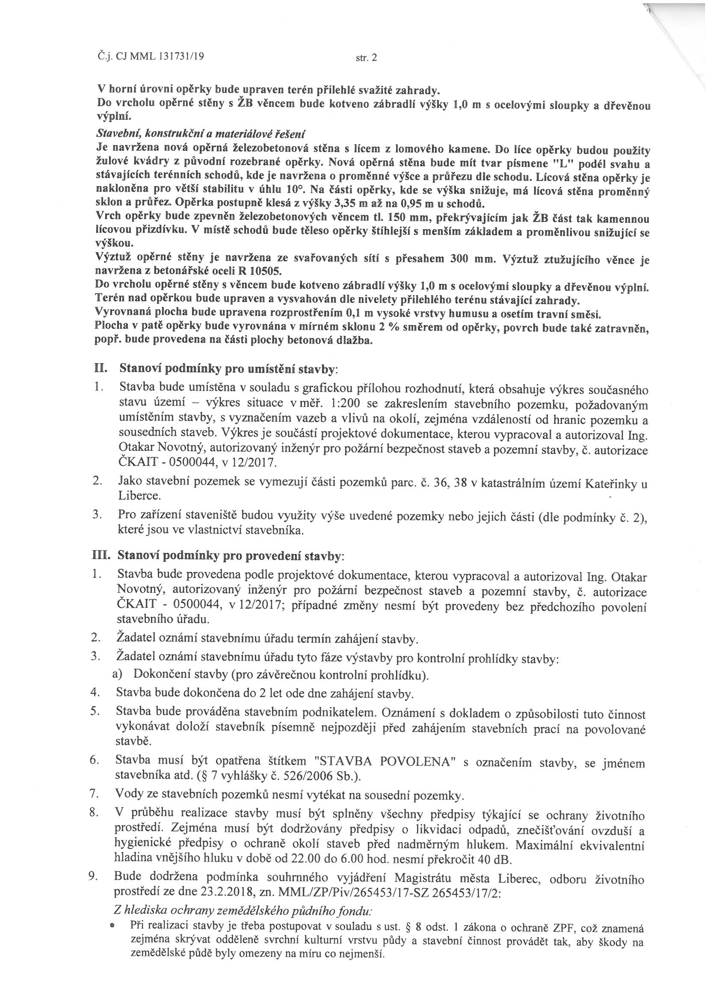 Č.j. CJ MML 131731/19
str. 2
V horní úrovni opěrky bude upraven terén přilehlé svažité zahrady.
Do vrcholu opěrné stěny s ŽB věncem bude kotveno zábradlí výšky 1,0 m s ocelovými sloupky a dřevěnou
výplní.
Stavební, konstrukční a materiálové řešení
Je navržena nová opěrná železobetonová stěna s lícem z lomového kamene. Do líce opěrky budou použity
žulové kvádry z původní rozebrané opěrky. Nová opěrná stěna bude mít tvar písmene "L" podél svahu a
stávajících terénních schodů, kde je navržena o proměnné výšce a průřezu dle schodu. Lícová stěna opěrky je
nakloněna pro větší stabilitu v úhlu 10°. Na části opěrky, kde se výška snižuje, má lícová stěna proměnný
sklon a průřez. Opěrka postupně klesá z výšky 3,35 m až na 0,95 m u schodů.
Vrch opěrky bude zpevněn železobetonových věncem tl. 150 mm, překrývajícím jak ŽB část tak kamennou
lícovou přizdívku. V místě schodů bude těleso opěrky štíhlejší s menším základem a proměnlivou snižující se
výškou.
Výztuž opěrné stěny je navržena ze svařovaných sítí s přesahem 300 mm. Výztuž ztužujícího věnce je
navržena z betonářské oceli R 10505.
Do vrcholu opěrné stěny s věncem bude kotveno zábradlí výšky 1,0 m s ocelovými sloupky a dřevěnou výplní.
Terén nad opěrkou bude upraven a vysvahován dle nivelety přilehlého terénu stávající zahrady.
Vyrovnaná plocha bude upravena rozprostřením 0,1 m vysoké vrstvy humusu a osetím travní směsi.
Plocha v patě opěrky bude vyrovnána v mírném sklonu 2 % směrem od opěrky, povrch bude také zatravněn,
popř. bude provedena na části plochy betonová dlažba.
II. Stanoví podmínky pro umístění stavby:
1. Stavba bude umístěna v souladu s grafickou přílohou rozhodnutí, která obsahuje výkres současného
stavu území – výkres situace v měř. 1:200 se zakreslením stavebního pozemku, požadovaným
umístěním stavby, s vyznačením vazeb a vlivů na okolí, zejména vzdáleností od hranic pozemku a
sousedních staveb. Výkres je součástí projektové dokumentace, kterou vypracoval a autorizoval Ing.
Otakar Novotný, autorizovaný inženýr pro požární bezpečnost staveb a pozemní stavby, č. autorizace
ČKAIT - 0500044, v 12/2017.
2. Jako stavební pozemek se vymezují části pozemků parc. č. 36, 38 v katastrálním území Kateřinky u
Liberce.
3. Pro zařízení staveniště budou využity výše uvedené pozemky nebo jejich části (dle podmínky č. 2),
které jsou ve vlastnictví stavebníka.
III. Stanoví podmínky pro provedení stavby:
1. Stavba bude provedena podle projektové dokumentace, kterou vypracoval a autorizoval Ing. Otakar
Novotný, autorizovaný inženýr pro požární bezpečnost staveb a pozemní stavby, č. autorizace
ČKAIT - 0500044, v 12/2017; případné změny nesmí být provedeny bez předchozího povolení
stavebního úřadu.
2. Žadatel oznámí stavebnímu úřadu termín zahájení stavby.
3. Žadatel oznámí stavebnímu úřadu tyto fáze výstavby pro kontrolní prohlídky stavby:
a) Dokončení stavby (pro závěrečnou kontrolní prohlídku).
4. Stavba bude dokončena do 2 let ode dne zahájení stavby.
5. Stavba bude prováděna stavebním podnikatelem. Oznámení s dokladem o způsobilosti tuto činnost
vykonávat doloží stavebník písemně nejpozději před zahájením stavebních prací na povolované
stavbě.
6. Stavba musí být opatřena štítkem "STAVBA POVOLENA" s označením stavby, se jménem
stavebníka atd. (§ 7 vyhlášky č. 526/2006 Sb.).
7. Vody ze stavebních pozemků nesmí vytékat na sousední pozemky.
8. V průběhu realizace stavby musí být splněny všechny předpisy týkající se ochrany životního
prostředí. Zejména musí být dodržovány předpisy o likvidaci odpadů, znečišťování ovzduší a
hygienické předpisy o ochraně okolí staveb před nadměrným hlukem. Maximální ekvivalentní
hladina vnějšího hluku v době od 22.00 do 6.00 hod. nesmí překročit 40 dB.
9. Bude dodržena podmínka souhrnného vyjádření Magistrátu města Liberec, odboru životního
prostředí ze dne 23.2.2018, zn. MML/ZP/Piv/265453/17-SZ 265453/17/2:
Z hlediska ochrany zemědělského půdního fondu:
• Při realizaci stavby je třeba postupovat v souladu s ust. § 8 odst. 1 zákona o ochraně ZPF, což znamená
zejména skrývat odděleně svrchní kulturní vrstvu půdy a stavební činnost provádět tak, aby škody na
zemědělské půdě byly omezeny na míru co nejmenší.